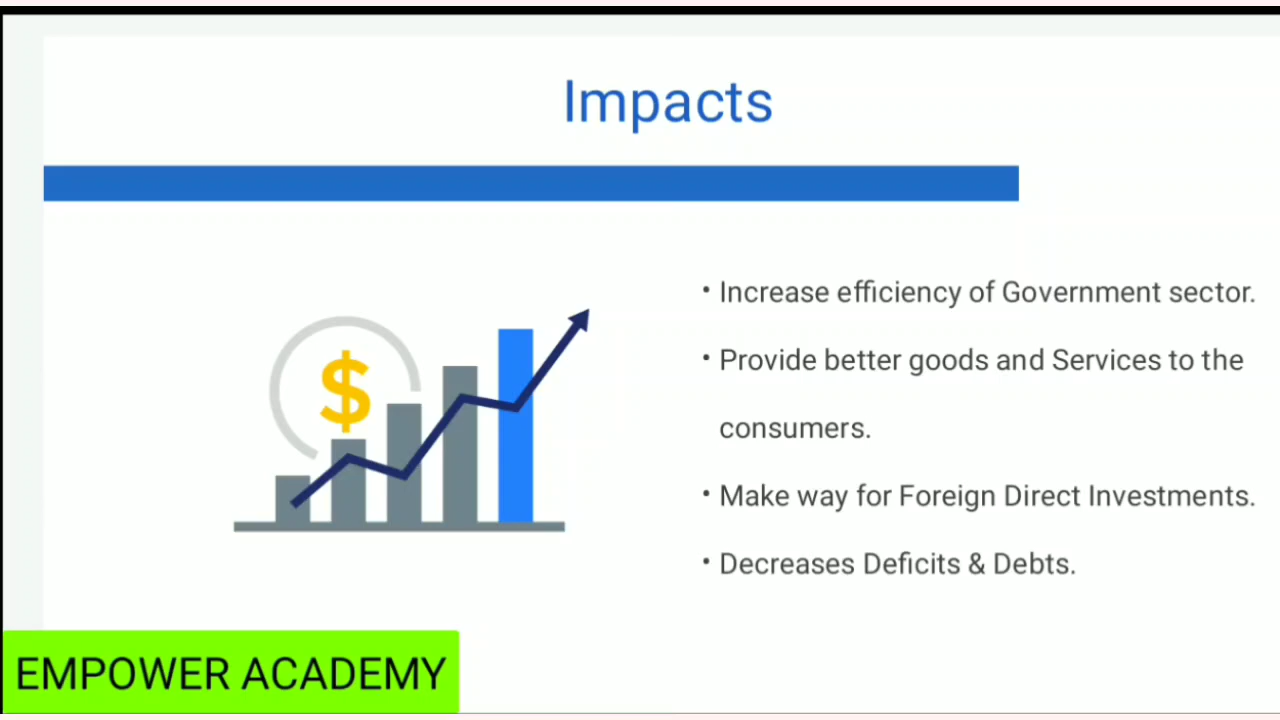 Impacts
• Increase efficiency of Government sector.
• Provide better goods and Services to the
consumers.
• Make way for Foreign Direct Investments.
• Decreases Deficits & Debts.
$
EMPOWER ACADEMY